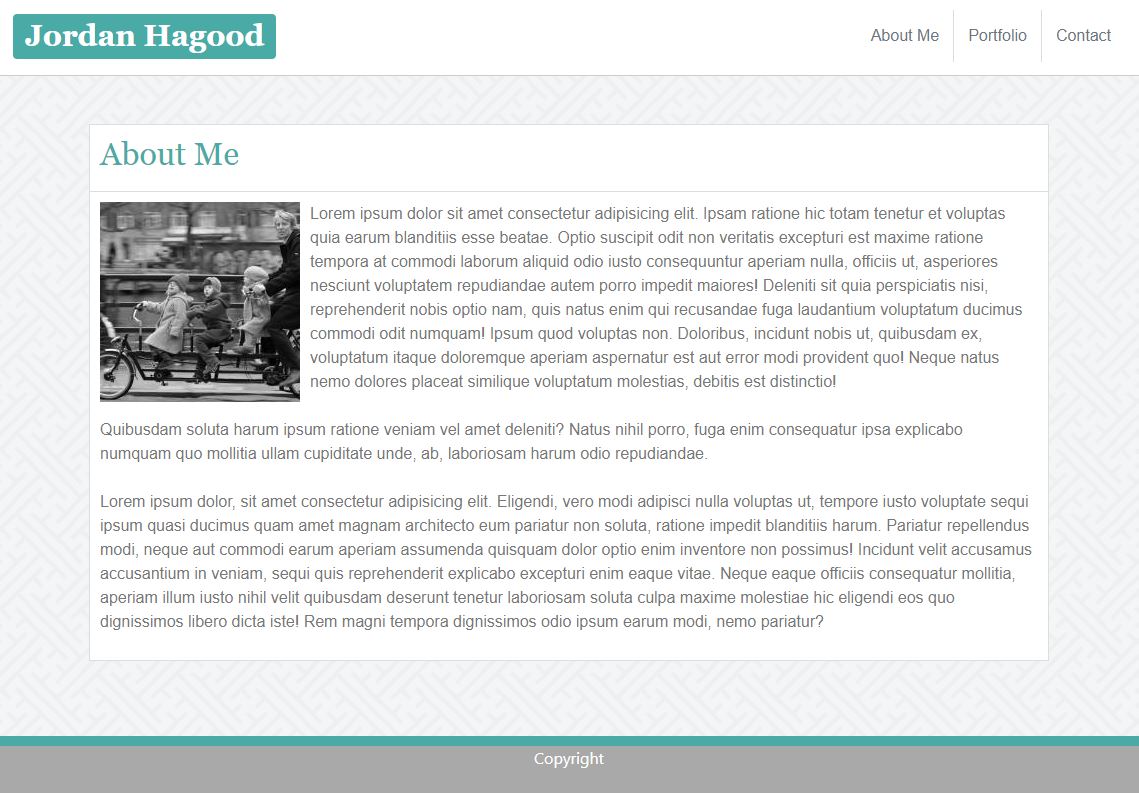 Jordan Hagood
About Me
Portfolio
Contact
About Me
Lorem ipsum dolor sit amet consectetur adipisicing elit. Ipsam ratione hic totam tenetur et voluptas
quia earum blanditiis esse beatae. Optio suscipit odit non veritatis excepturi est maxime ratione
tempora at commodi laborum aliquid odio iusto consequuntur aperiam nulla, officiis ut, asperiores
nesciunt voluptatem repudiandae autem porro impedit maiores! Deleniti sit quia perspiciatis nisi,
reprehenderit nobis optio nam, quis natus enim qui recusandae fuga laudantium voluptatum ducimus
commodi odit numquam! Ipsum quod voluptas non. Doloribus, incidunt nobis ut, quibusdam ex,
voluptatum itaque doloremque aperiam aspernatur est aut error modi provident quo! Neque natus
nemo dolores placeat similique voluptatum molestias, debitis est distinctio!
Quibusdam soluta harum ipsum ratione veniam vel amet deleniti? Natus nihil porro, fuga enim consequatur ipsa explicabo
numquam quo mollitia ullam cupiditate unde, ab, laboriosam harum odio repudiandae.
Lorem ipsum dolor, sit amet consectetur adipisicing elit. Eligendi, vero modi adipisci nulla voluptas ut, tempore iusto voluptate sequi
ipsum quasi ducimus quam amet magnam architecto eum pariatur non soluta, ratione impedit blanditiis harum. Pariatur repellendus
modi, neque aut commodi earum aperiam assumenda quisquam dolor optio enim inventore non possimus! Incidunt velit accusamus
accusantium in veniam, sequi quis reprehenderit explicabo excepturi enim eaque vitae. Neque eaque officiis consequatur mollitia,
aperiam illum iusto nihil velit quibusdam deserunt tenetur laboriosam soluta culpa maxime molestiae hic eligendi eos quo
dignissimos libero dicta iste! Rem magni tempora dignissimos odio ipsum earum modi, nemo pariatur?
Copyright